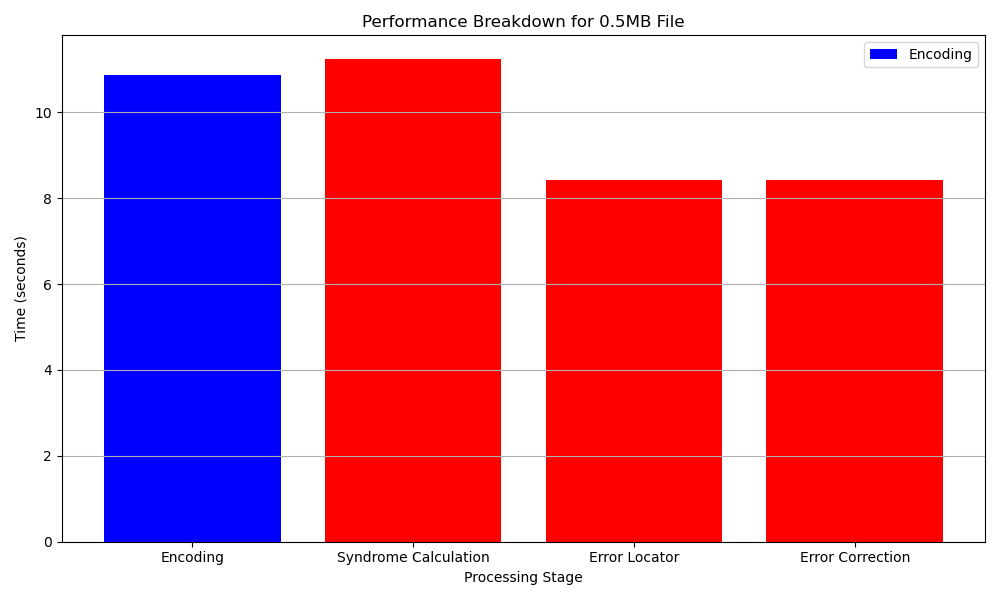 Performance Breakdown for 0.5MB File
Encoding
10
8
6
4
2
0
Time (seconds)
Encoding Syndrome Calculation Error Locator Error Correction
Processing Stage